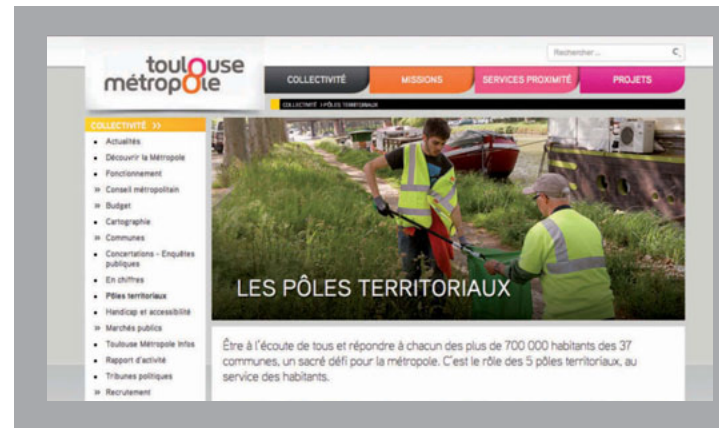 toulouse
métropole
Rechercher ...
COLLECTIVITÉ
MISSIONS
SERVICES PROXIMITÉ
PROJETS
COLLECTIVITÉ > PÔLES TERRITORIAUX
COLLECTIVITÉ >>
Actualités
Découvrir la Métropole
Fonctionnement
Conseil métropolitain
Budget
Cartographie
Communes
Concertations - Enquêtes
publiques
En chiffres
Pôles territoriaux
Handicap et accessibilité
Marchés publics
Toulouse Métropole Infos
Rapport d'activité
Tribunes politiques
Recrutement
LES PÔLES TERRITORIAUX
Être à l'écoute de tous et répondre à chacun des plus de 700 000 habitants des 37
communes, un sacré défi pour la métropole. C'est le rôle des 5 pôles territoriaux, au
service des habitants.